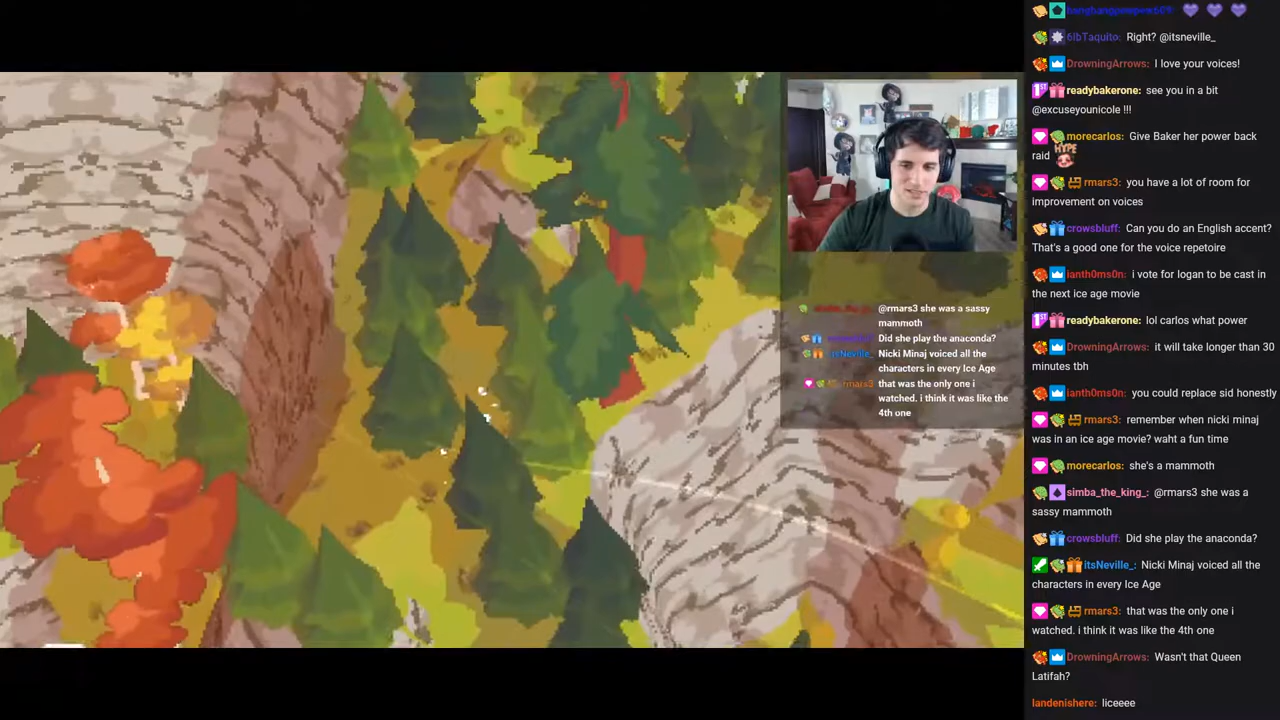 @rmars3 she was a sassy
mammoth
Did she play the anaconda?
itsNeville_ Nicki Minaj voiced all the
characters in every Ice Age
rmars3 that was the only one i
watched. i think it was like the
4th one
6lbTaquito: Right? @itsneville_
DrowningArrows: I love your voices!
readybakerone: see you in a bit
@excuseyounicole !!!
morecarlos: Give Baker her power back
raid HYPE
rmars3: you have a lot of room for
improvement on voices
crowsbluff: Can you do an English accent?
That's a good one for the voice repetoire
ianth0ms0n: i vote for logan to be cast in
the next ice age movie
readybakerone: lol carlos what power
DrowningArrows: it will take longer than 30
minutes tbh
ianth0ms0n: you could replace sid honestly
rmars3: remember when nicki minaj
was in an ice age movie? waht a fun time
morecarlos: she's a mammoth
simba_the_king_: @rmars3 she was a
sassy mammoth
crowsbluff: Did she play the anaconda?
itsNeville_: Nicki Minaj voiced all the
characters in every Ice Age
rmars3: that was the only one i
watched. i think it was like the 4th one
DrowningArrows: Wasn't that Queen
Latifah?
landenishere: liceeee